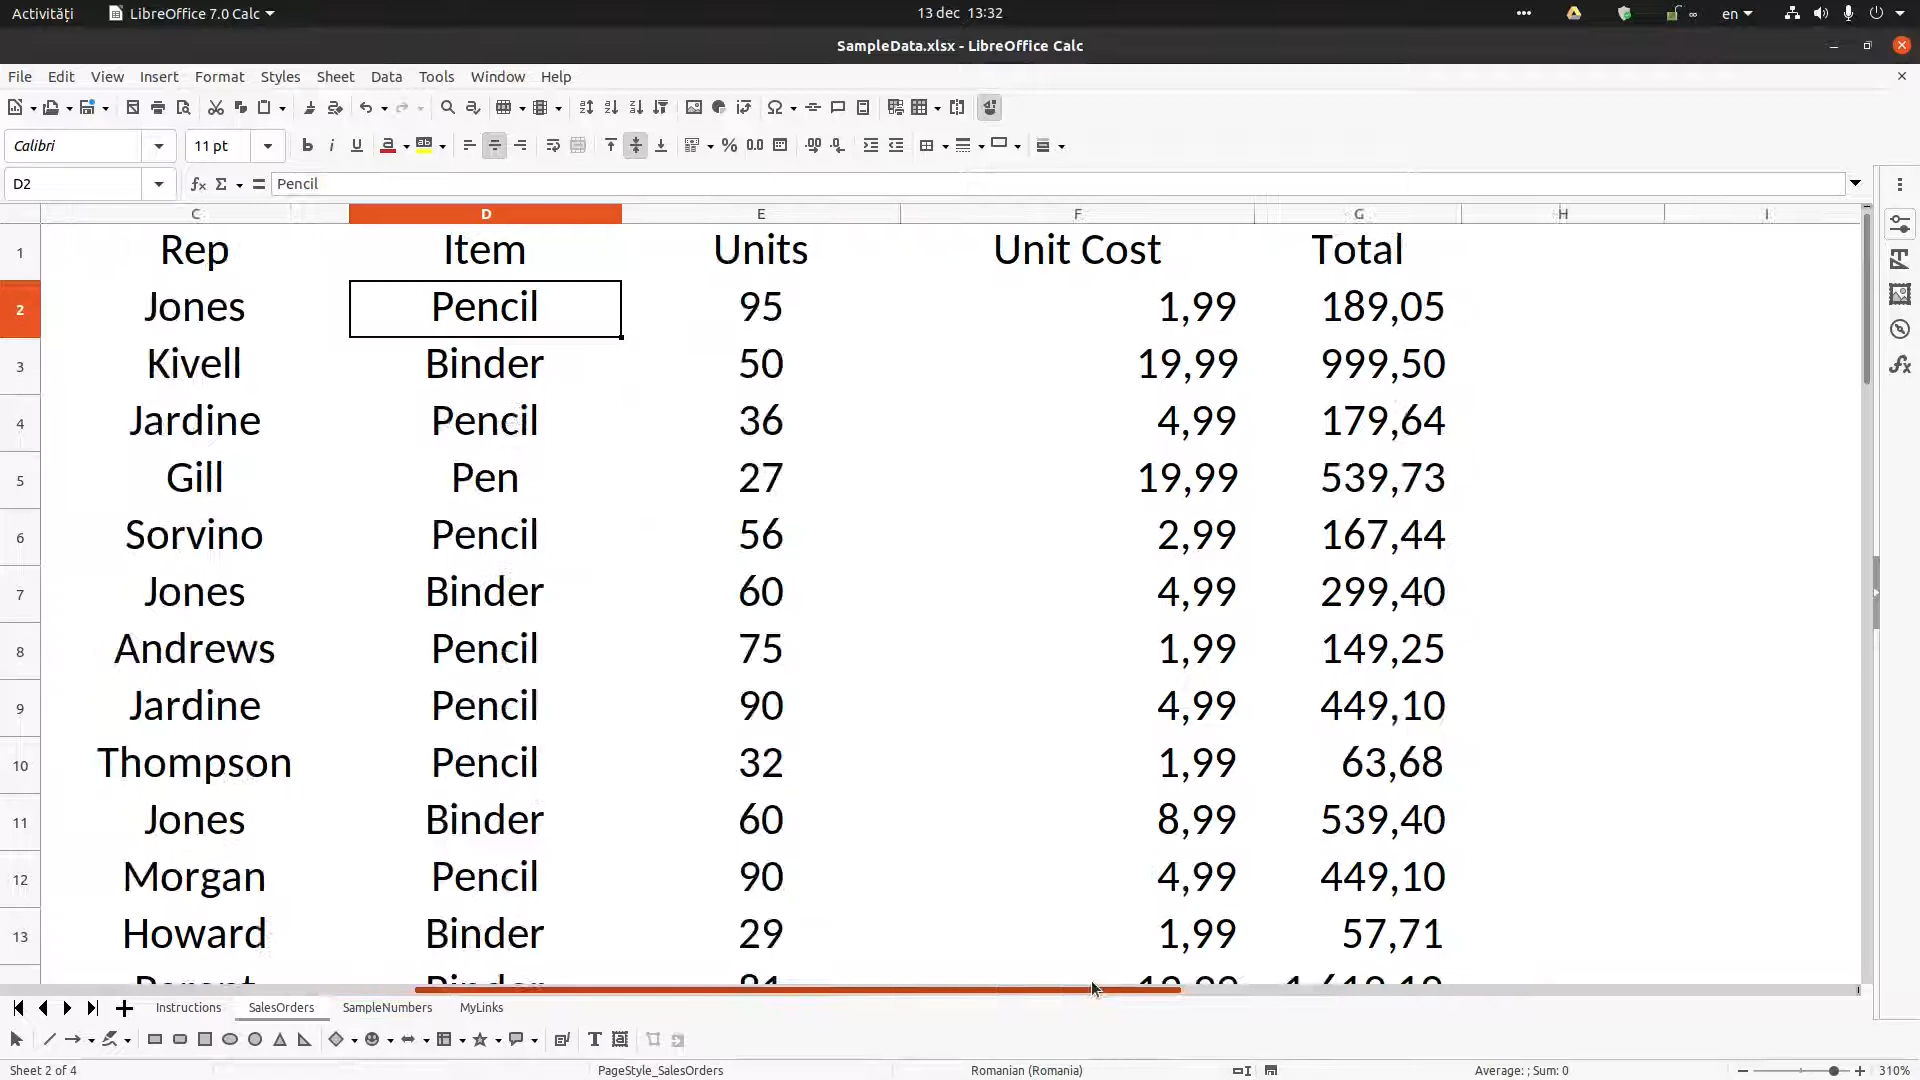 Activități LibreOffice 7.0 Calc 13 dec 13:32 en
SampleData.xlsx - LibreOffice Calc
File Edit View Insert Format Styles Sheet Data Tools Window Help
Calibri 11 pt
D2 Pencil
C D E F G H I
1 Rep Item Units Unit Cost Total
2 Jones Pencil 95 1,99 189,05
3 Kivell Binder 50 19,99 999,50
4 Jardine Pencil 36 4,99 179,64
5 Gill Pen 27 19,99 539,73
6 Sorvino Pencil 56 2,99 167,44
7 Jones Binder 60 4,99 299,40
8 Andrews Pencil 75 1,99 149,25
9 Jardine Pencil 90 4,99 449,10
10 Thompson Pencil 32 1,99 63,68
11 Jones Binder 60 8,99 539,40
12 Morgan Pencil 90 4,99 449,10
13 Howard Binder 29 1,99 57,71
Instructions SalesOrders SampleNumbers MyLinks
Sheet 2 of 4 PageStyle_SalesOrders Romanian (Romania) Average: ; Sum: 0 310%